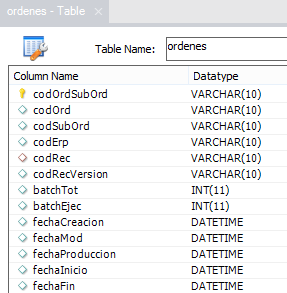 ordenes - Table ×
Table Name: ordenes
Column Name Datatype
codOrdSubOrd VARCHAR(10)
codOrd VARCHAR(10)
codSubOrd VARCHAR(10)
codErp VARCHAR(10)
codRec VARCHAR(10)
codRecVersion VARCHAR(10)
batchTot INT(11)
batchEjec INT(11)
fechaCreacion DATETIME
fechaMod DATETIME
fechaProduccion DATETIME
fechaInicio DATETIME
fechaFin DATETIME